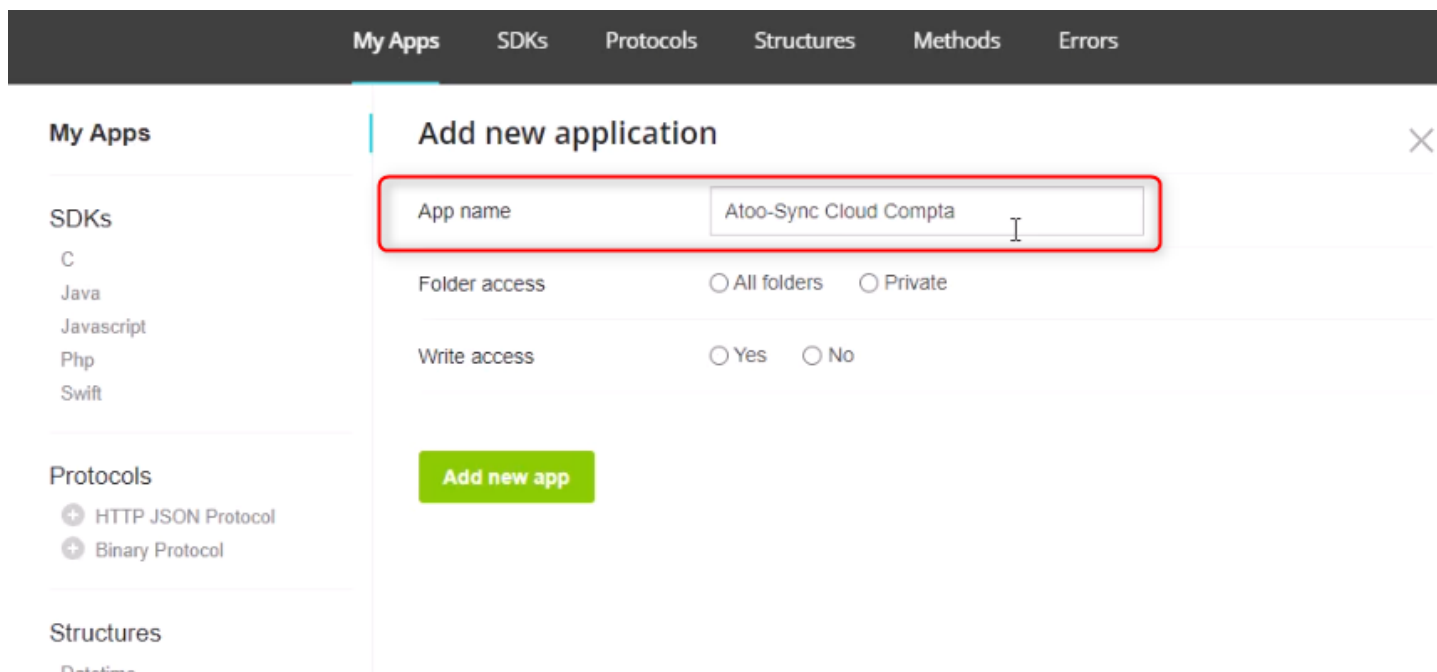 My Apps SDKs Protocols Structures Methods Errors
My Apps
SDKs
C
Java
Javascript
Php
Swift
Protocols
HTTP JSON Protocol
Binary Protocol
Structures
Add new application
App name Atoo-Sync Cloud Compta
Folder access All folders Private
Write access Yes No
Add new app